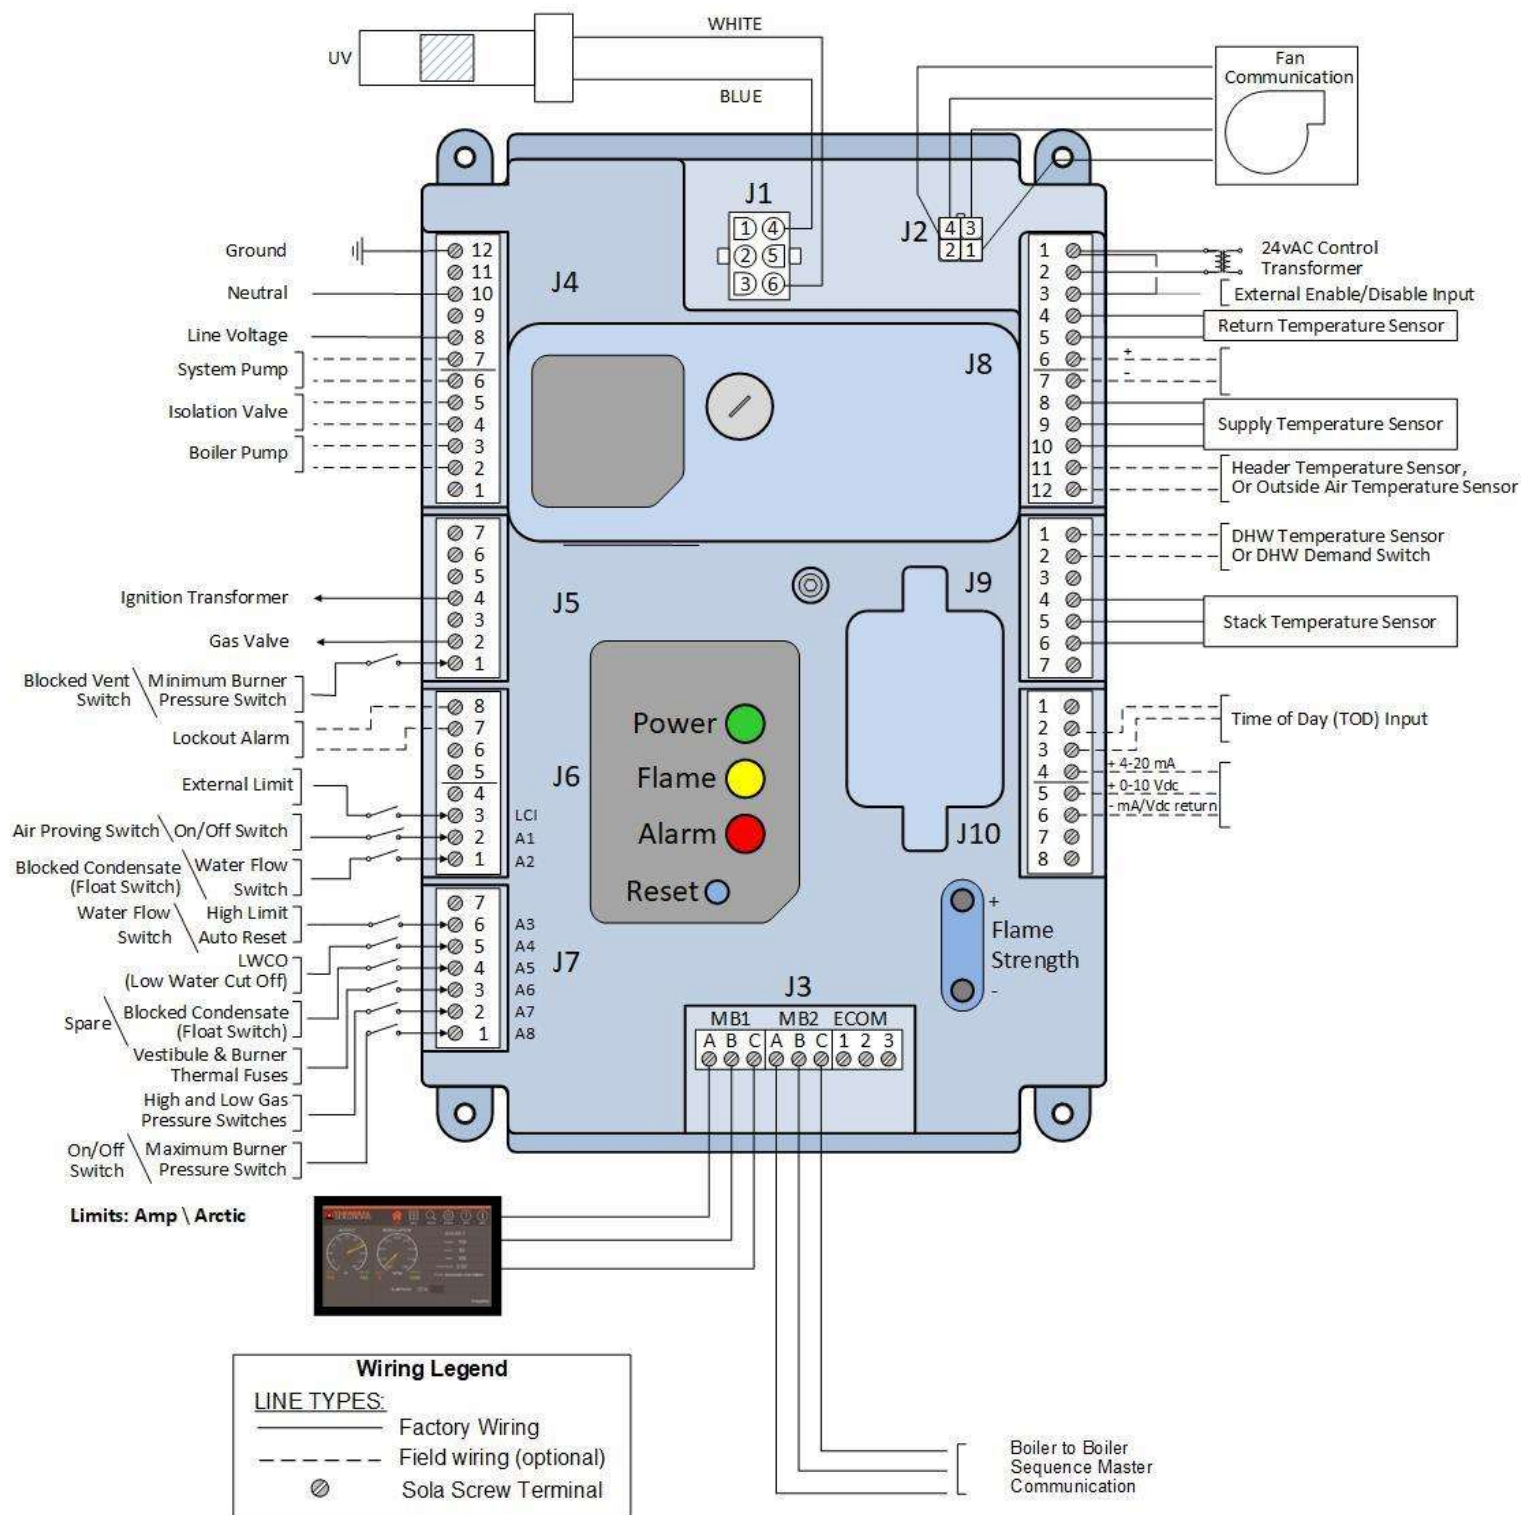 WHITE
UV
BLUE
Fan
Communication
J1
1 4
2 5
3 6
J2
4 3
2 1
Ground
Neutral
Line Voltage
System Pump
Isolation Valve
Boiler Pump
12
11
10
9
8
7
6
5
4
3
2
1
J4
J8
1
2
3
4
5
6
7
8
9
10
11
12
24vAC Control
Transformer
External Enable/Disable Input
Return Temperature Sensor
+
-
Supply Temperature Sensor
Header Temperature Sensor,
Or Outside Air Temperature Sensor
Ignition Transformer
Gas Valve
Blocked Vent
Switch
\
Minimum Burner
Pressure Switch
7
6
5
4
3
2
1
J5
J9
1
2
3
4
5
6
7
DHW Temperature Sensor
Or DHW Demand Switch
Stack Temperature Sensor
Lockout Alarm
External Limit
Air Proving Switch \ On/Off Switch
Blocked Condensate
(Float Switch)
\
Water Flow
Switch
8
7
6
5
4
3 LCI
2 A1
1 A2
J6
Power
Flame
Alarm
Reset
J10
1
2
3
4
5
6
7
8
Time of Day (TOD) Input
+ 4-20 mA
+ 0-10 Vdc
- mA/Vdc return
Water Flow
Switch
\
High Limit
Auto Reset
LWCO
(Low Water Cut Off)
Spare \
Blocked Condensate
(Float Switch)
Vestibule & Burner
Thermal Fuses
High and Low Gas
Pressure Switches
On/Off
Switch
\
Maximum Burner
Pressure Switch
7
6 A3
5 A4
4 A5
3 A6
2 A7
1 A8
J7
+
Flame
Strength
-
J3
MB1 MB2 ECOM
A B C A B C 1 2 3
Limits: Amp \ Arctic
Wiring Legend
LINE TYPES:
Factory Wiring
Field wiring (optional)
Sola Screw Terminal
Boiler to Boiler
Sequence Master
Communication